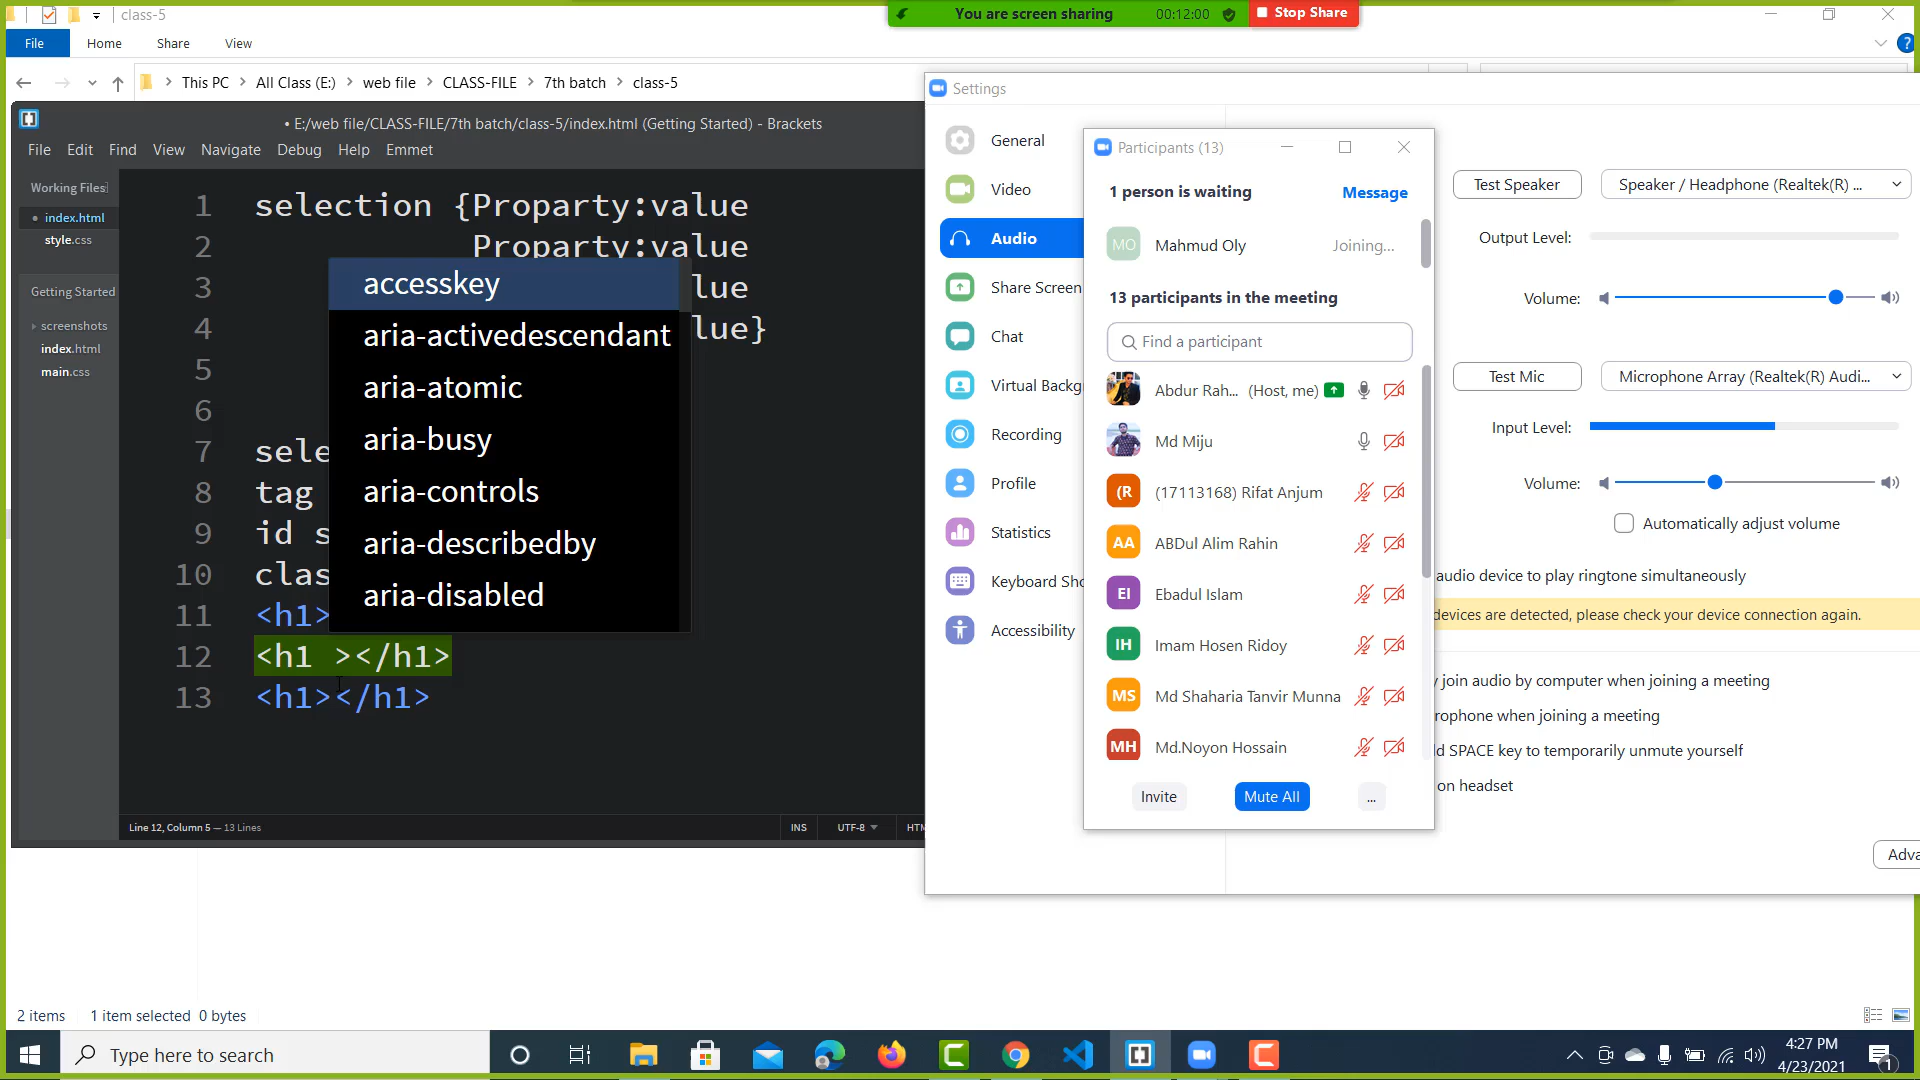 class-5
You are screen sharing 00:12:00 Stop Share
File Home Share View
This PC > All Class (E:) > web file > CLASS-FILE > 7th batch > class-5
• E:/web file/CLASS-FILE/7th batch/class-5/index.html (Getting Started) - Brackets
File Edit Find View Navigate Debug Help Emmet
Working Files
index.html
style.css
Getting Started
screenshots
index.html
main.css
1 selection {Proparty:value
2 Proparty:value
3 lue
4 lue}
5
6
7 sele
8 tag
9 id s
10 clas
11 <h1>
12 <h1 ></h1>
13 <h1></h1>
accesskey
aria-activedescendant
aria-atomic
aria-busy
aria-controls
aria-describedby
aria-disabled
Line 12, Column 5 — 13 Lines
INS UTF-8 HTM
Settings
General
Video
Audio
Share Screen
Chat
Virtual Backg
Recording
Profile
Statistics
Keyboard Sho
Accessibility
Participants (13)
1 person is waiting Message
MO Mahmud Oly Joining...
13 participants in the meeting
Find a participant
Abdur Rah... (Host, me)
Md Miju
(R (17113168) Rifat Anjum
AA ABDul Alim Rahin
EI Ebadul Islam
IH Imam Hosen Ridoy
MS Md Shaharia Tanvir Munna
MH Md.Noyon Hossain
Invite Mute All ...
Test Speaker Speaker / Headphone (Realtek(R) ...
Output Level:
Volume:
Test Mic Microphone Array (Realtek(R) Audi...
Input Level:
Volume:
Automatically adjust volume
audio device to play ringtone simultaneously
devices are detected, please check your device connection again.
y join audio by computer when joining a meeting
rophone when joining a meeting
ld SPACE key to temporarily unmute yourself
on headset
Adva
2 items 1 item selected 0 bytes
Type here to search
4:27 PM
4/23/2021
1